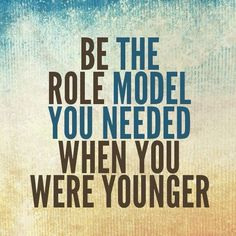 BE THE
ROLE MODEL
YOU NEEDED
WHEN YOU
WERE YOUNGER